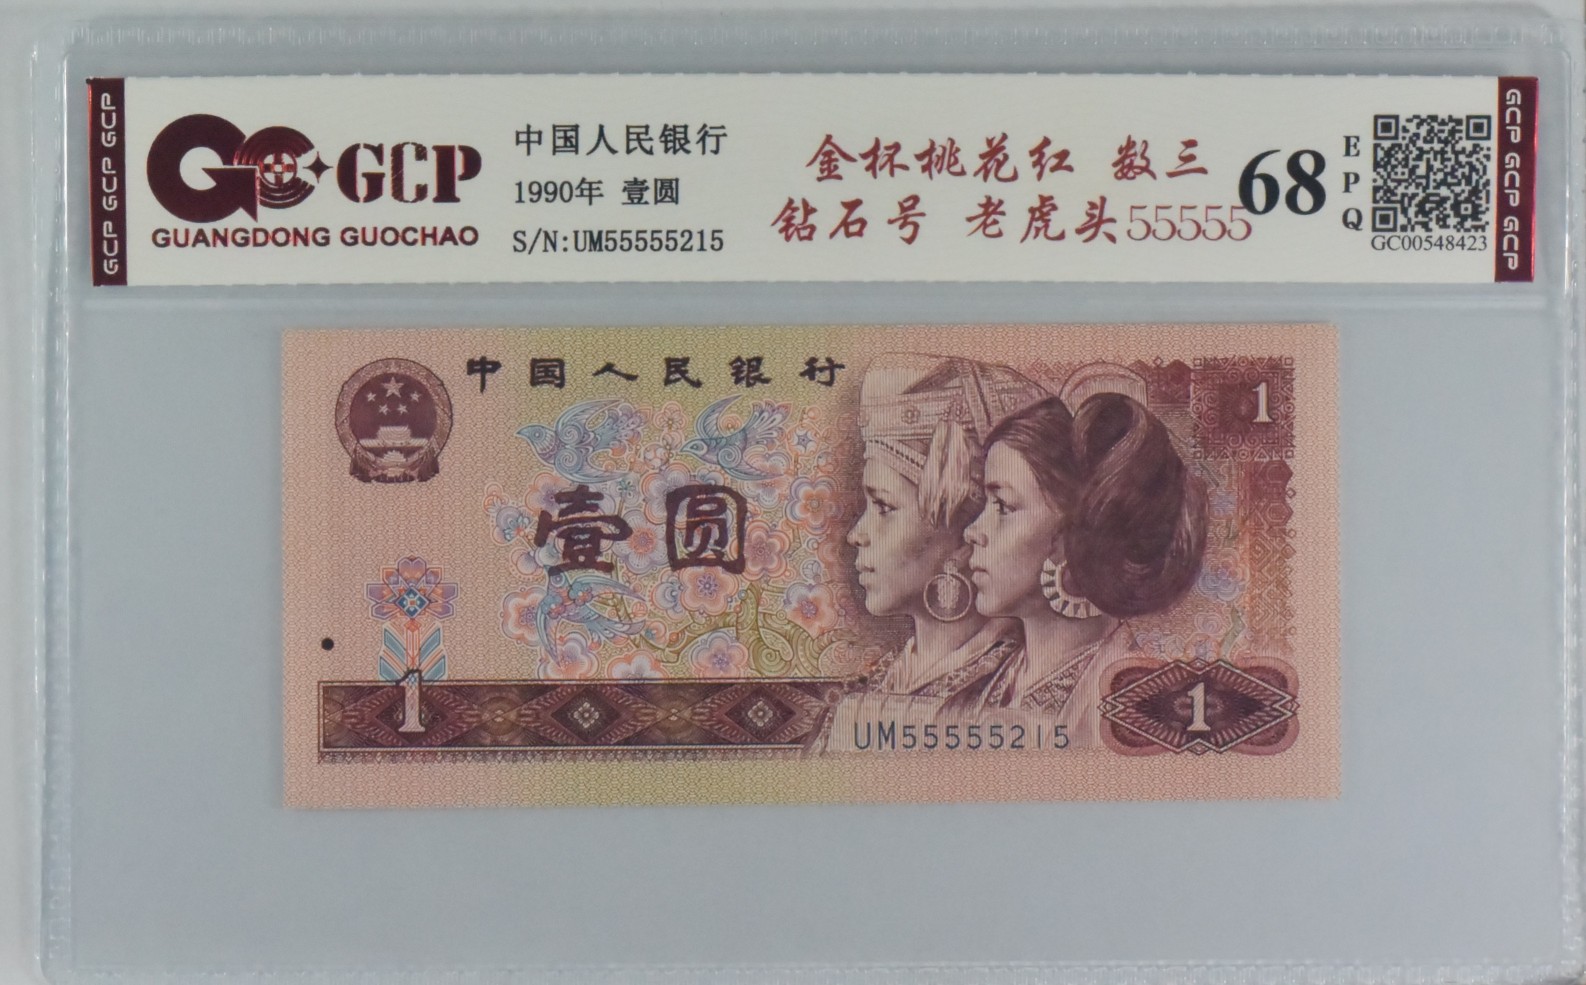 GCP GCP GCP
GCP
GUANGDONG GUOCHAO
中国人民银行
1990年 壹圆
S/N:UM55555215
金杯桃花红 数三
钻石号 老虎头55555
68
EPQ
GC00548423
GCP GCP GCP
中国人民银行
1
壹圆
1
UM55555215
1